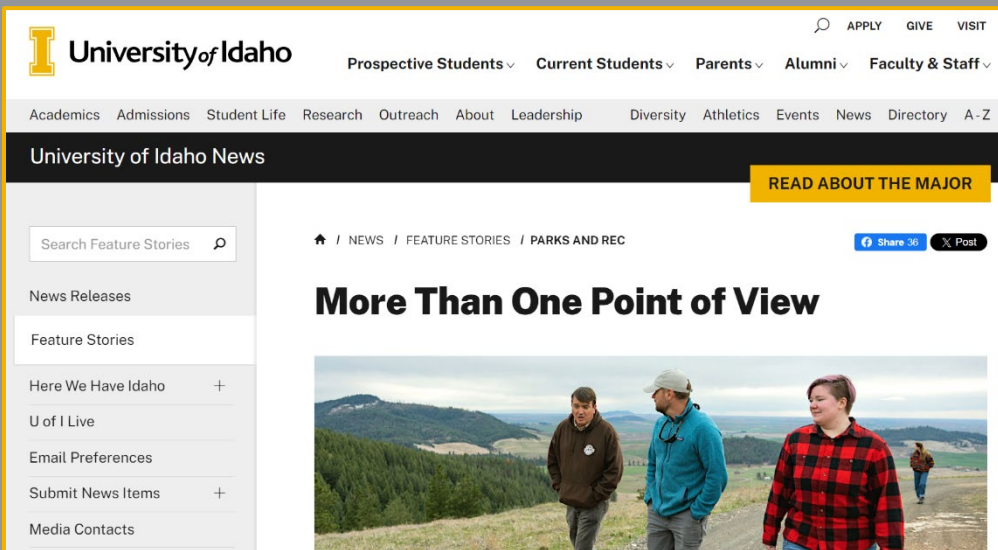 APPLY GIVE VISIT
I University of Idaho
Prospective Students Current Students Parents Alumni Faculty & Staff
Academics Admissions Student Life Research Outreach About Leadership Diversity Athletics Events News Directory A - Z
University of Idaho News
READ ABOUT THE MAJOR
Search Feature Stories
/ NEWS / FEATURE STORIES / PARKS AND REC
Share 36 X Post
News Releases
More Than One Point of View
Feature Stories
Here We Have Idaho +
U of I Live
Email Preferences
Submit News Items +
Media Contacts